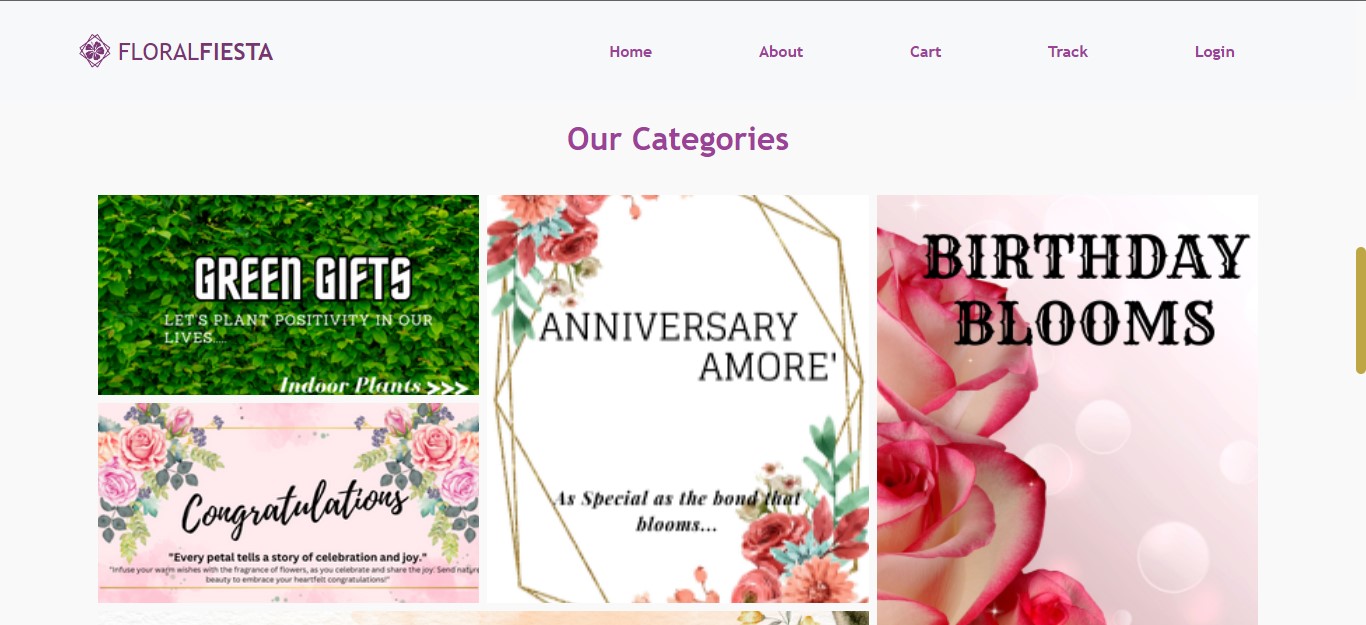 FLORALFIESTA
Home
About
Cart
Track
Login
Our Categories
GREEN GIFTS
LET'S PLANT POSITIVITY IN OUR
LIVES....
Indoor Plants >>>
Congratulations
"Every petal tells a story of celebration and joy."
"Infuse your warm wishes with the fragrance of flowers, as you celebrate and share the joy. Send nature
beauty to embrace your heartfelt congratulations!"
ANNIVERSARY
AMORE'
As Special as the bond that
blooms...
BIRTHDAY
BLOOMS